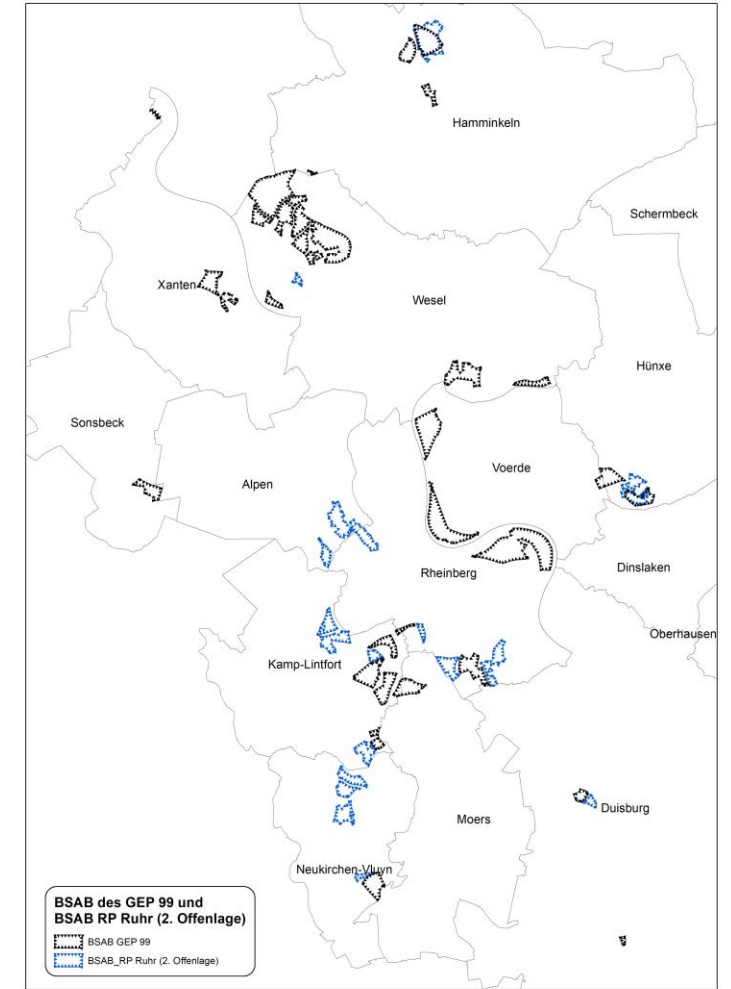 Hamminkeln
Schermbeck
Xanten
Wesel
Hünxe
Sonsbeck
Alpen
Voerde
Rheinberg
Dinslaken
Oberhausen
Kamp-Lintfort
Duisburg
Moers
Neukirchen-Vluyn
BSAB des GEP 99 und
BSAB RP Ruhr (2. Offenlage)
BSAB GEP 99
BSAB_RP Ruhr (2. Offenlage)